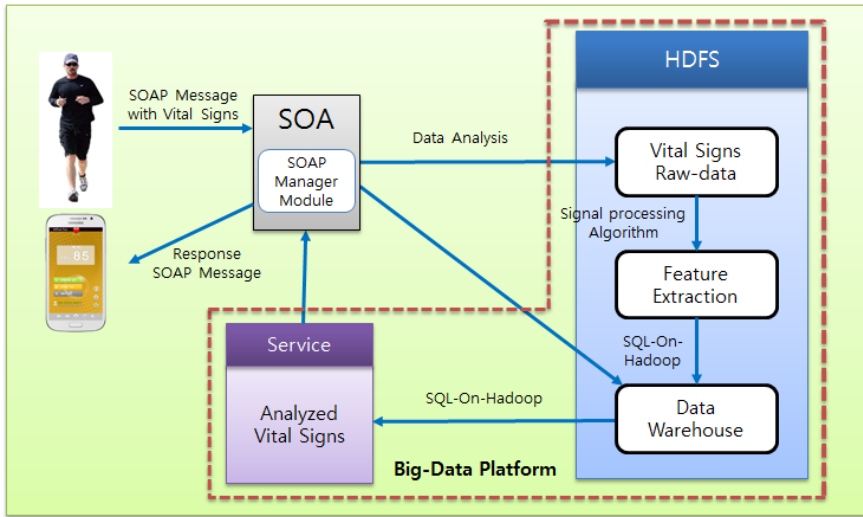 SOAP Message
with Vital Signs
SOA
SOAP
Manager
Module
Response
SOAP Message
Data Analysis
HDFS
Vital Signs
Raw-data
Signal processing
Algorithm
Feature
Extraction
SQL-On-
Hadoop
Data
Warehouse
SQL-On-Hadoop
Service
Analyzed
Vital Signs
Big-Data Platform
85